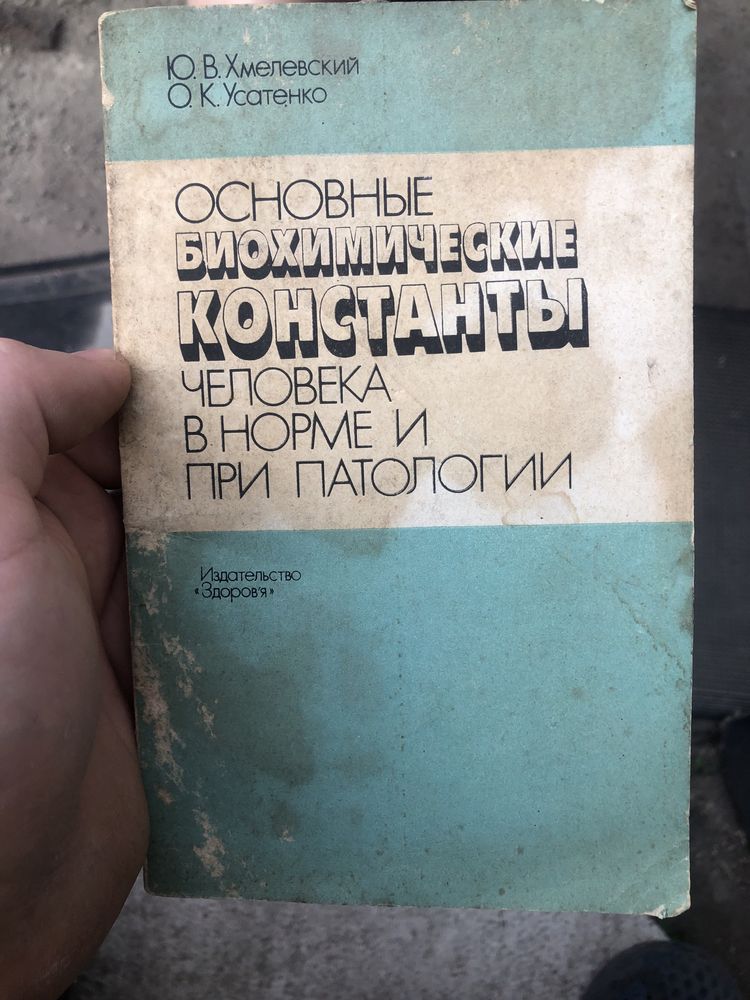 Ю. В. Хмелевский
О. К. Усатенко
ОСНОВНЫЕ
БИОХИМИЧЕСКИЕ
КОНСТАНТЫ
ЧЕЛОВЕКА
В НОРМЕ И
ПРИ ПАТОЛОГИИ
Издательство
«Здоров'я»